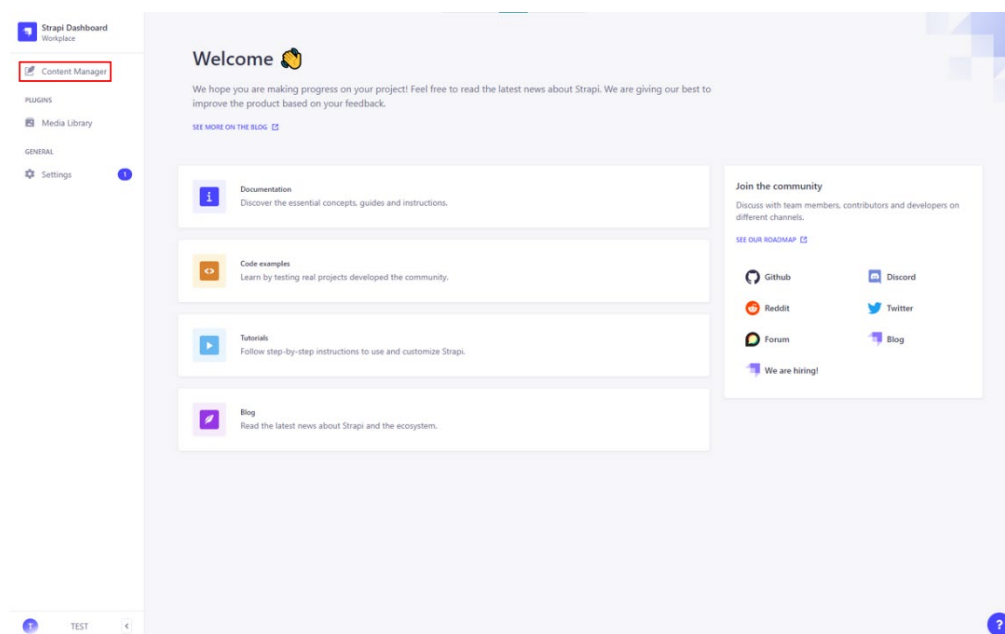 Strapi Dashboard
Workplace
Content Manager
PLUGINS
Media Library
GENERAL
Settings
1
TEST
Welcome
We hope you are making progress on your project! Feel free to read the latest news about Strapi. We are giving our best to
improve the product based on your feedback.
SEE MORE ON THE BLOG
Documentation
Discover the essential concepts, guides and instructions.
Code examples
Learn by testing real projects developed the community.
Tutorials
Follow step-by-step instructions to use and customize Strapi.
Blog
Read the latest news about Strapi and the ecosystem.
Join the community
Discuss with team members, contributors and developers on
different channels.
SEE OUR ROADMAP
Github
Discord
Reddit
Twitter
Forum
Blog
We are hiring!
T
?